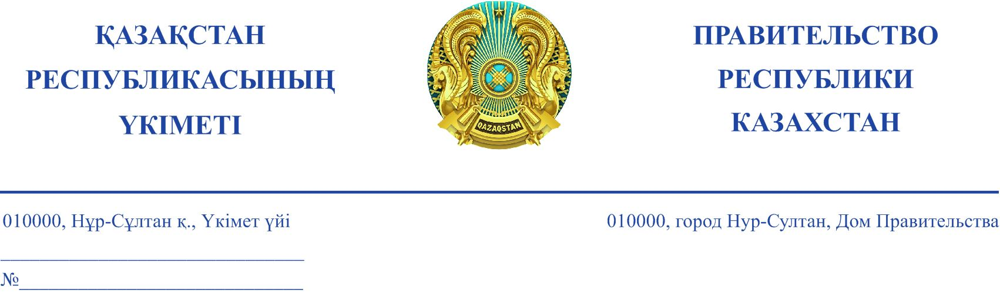 ҚАЗАҚСТАН
РЕСПУБЛИКАСЫНЫҢ
ҮКІМЕТІ
QAZAQSTAN
ПРАВИТЕЛЬСТВО
РЕСПУБЛИКИ
КАЗАХСТАН
010000, Нұр-Сұлтан қ., Үкімет үйі
010000, город Нур-Султан, Дом Правительства
_______________________________
№_____________________________